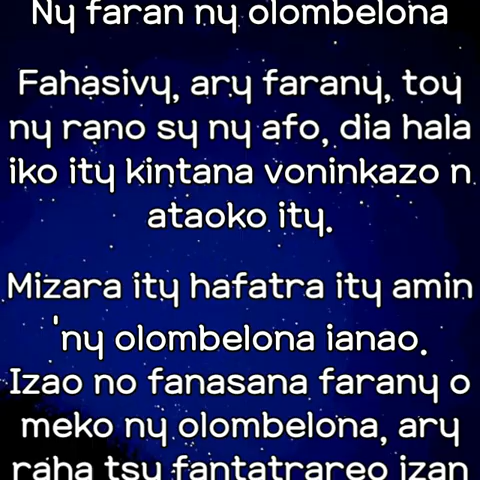 Ny faran ny olombelona
Fahasivy, ary farany, toy
ny rano sy ny afo, dia hala
iko ity kintana voninkazo n
ataoko ity.
Mizara ity hafatra ity amin
'ny olombelona ianao.
Izao no fanasana farany o
meko ny olombelona, ary
raha tsy fantatrareo izan